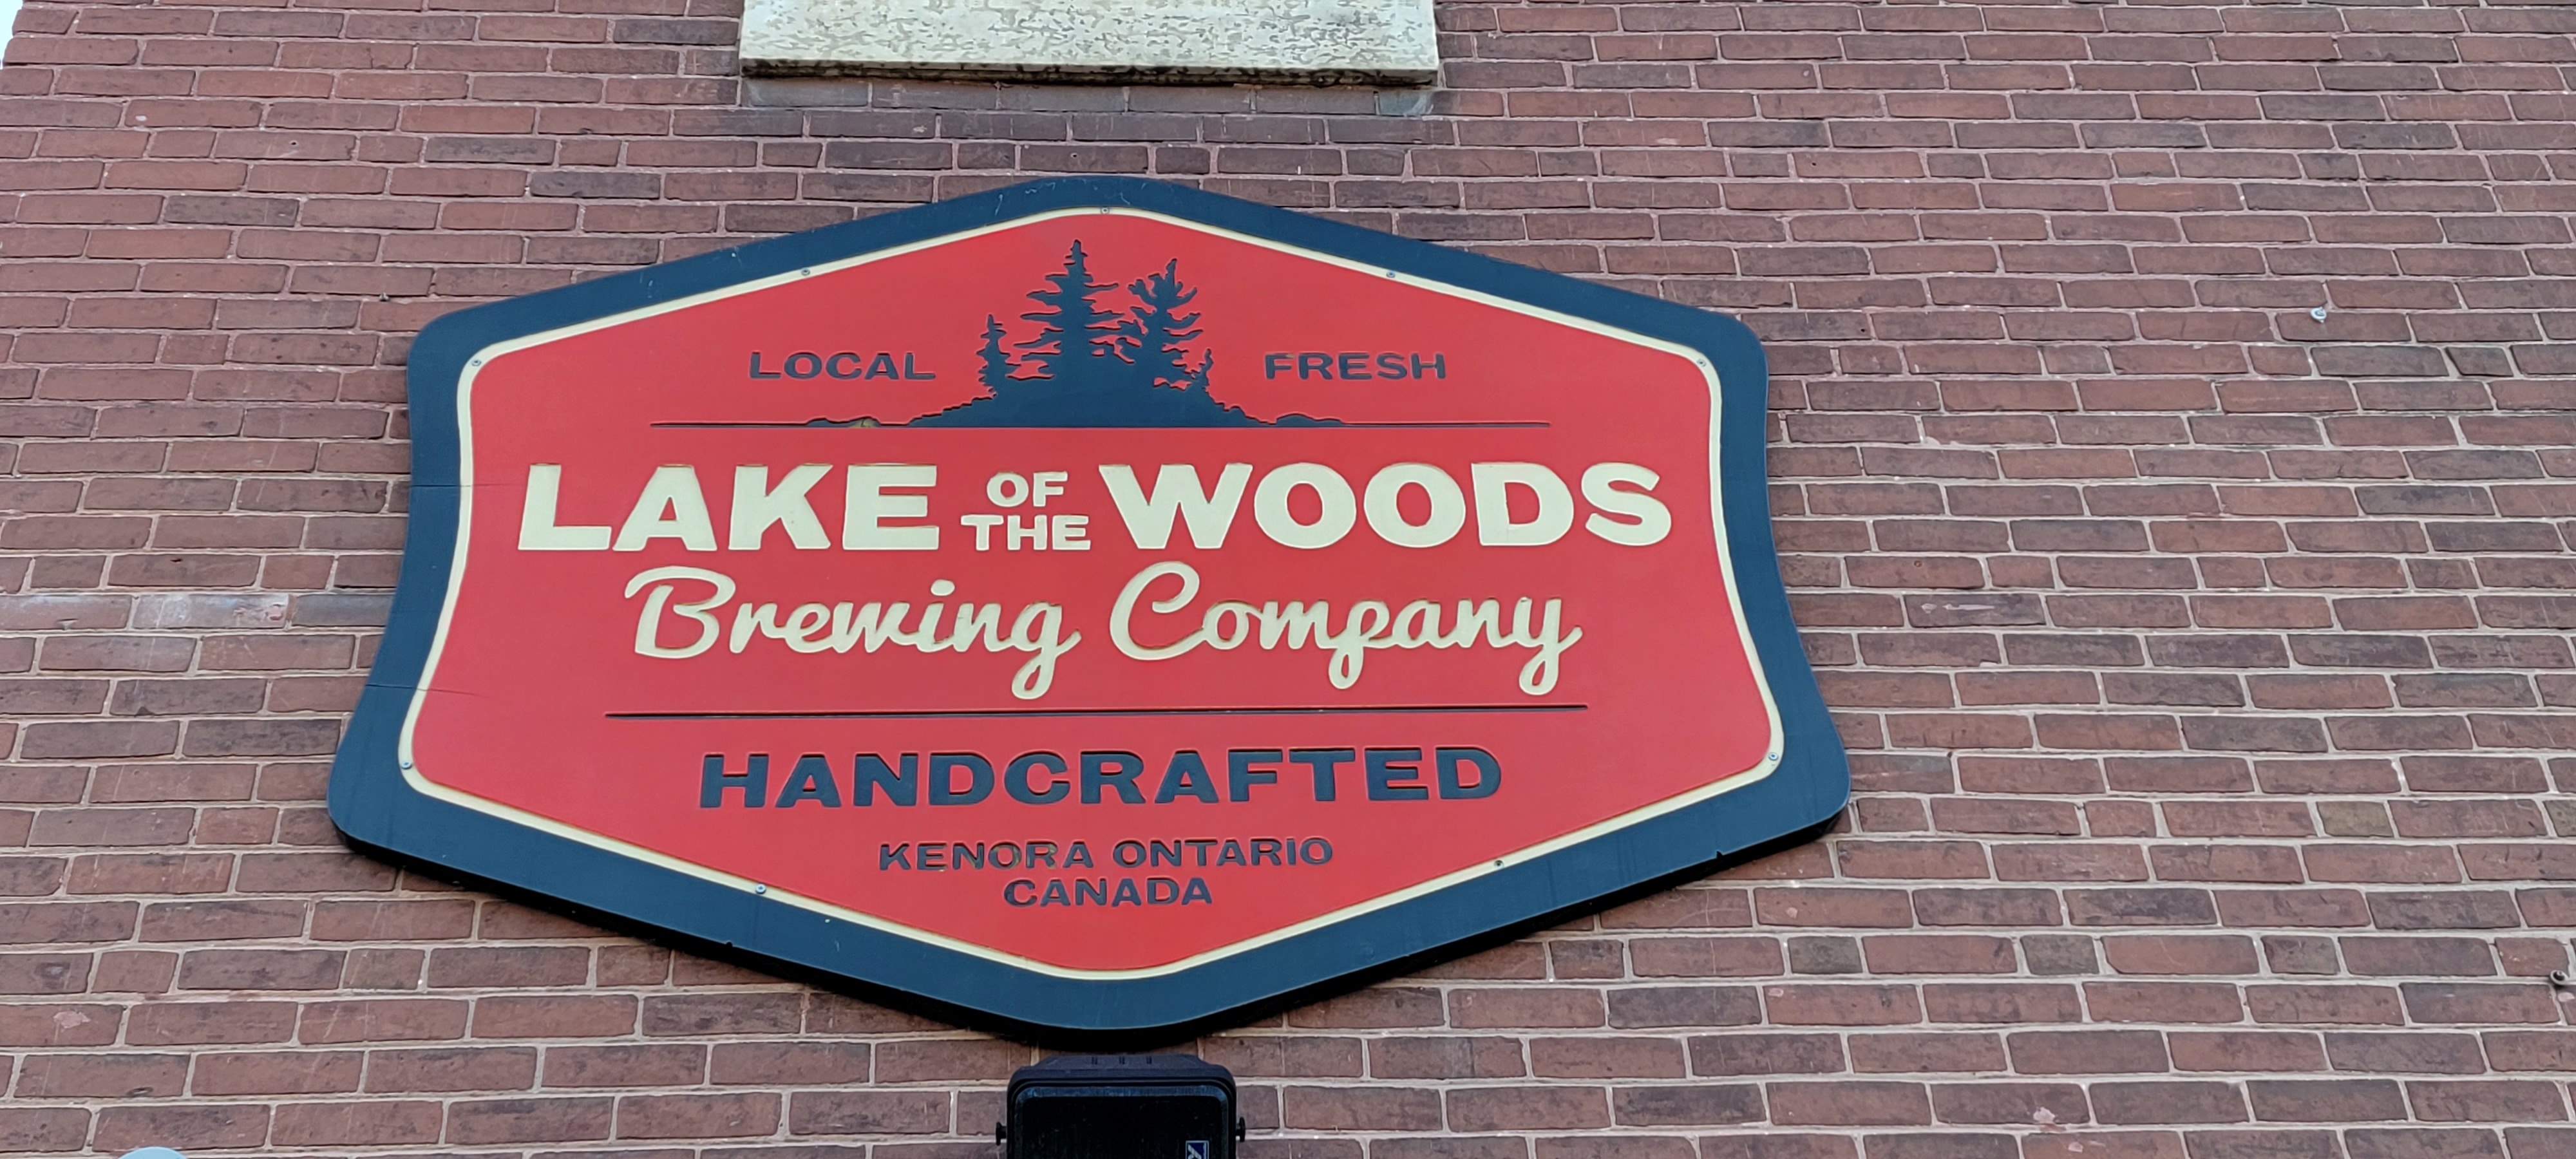 LOCAL FRESH
LAKE OF THE WOODS
Brewing Company
HANDCRAFTED
KENORA ONTARIO
CANADA